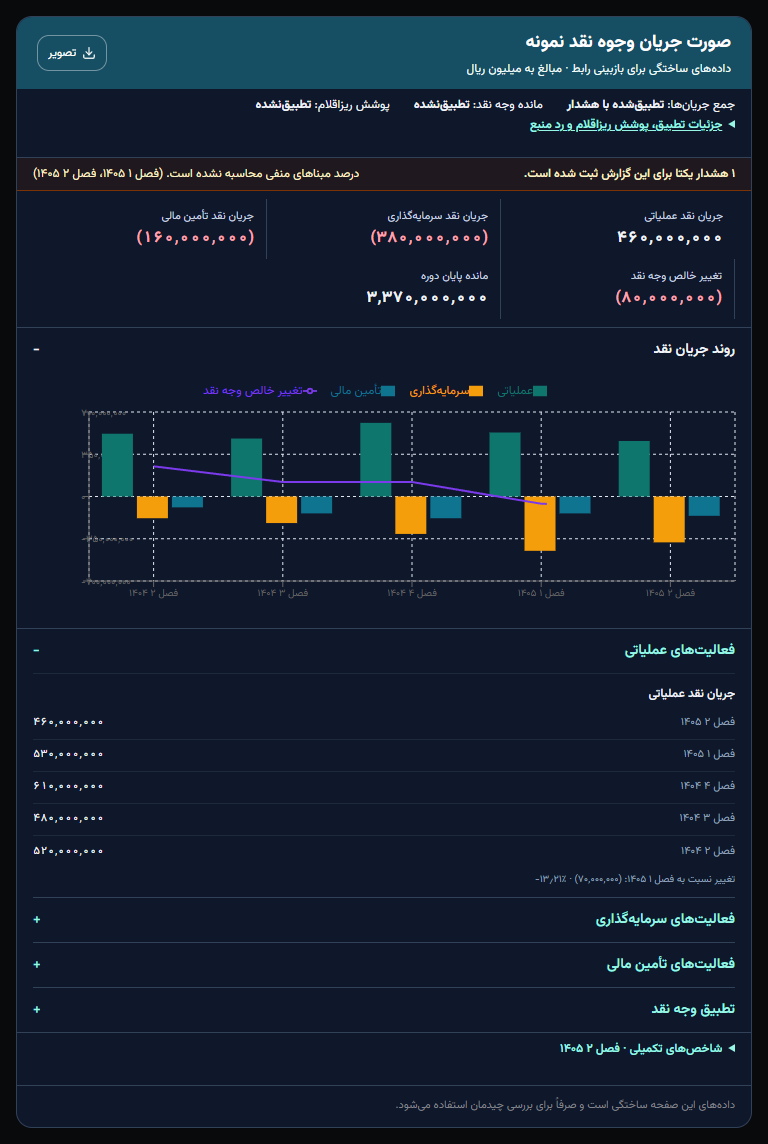 صورت جریان وجوه نقد نمونه
داده‌های ساختگی برای بازبینی رابط · مبالغ به میلیون ریال
تصویر
جمع جریان‌ها: تطبیق‌شده با هشدار مانده وجه نقد: تطبیق‌نشده پوشش ریزاقلام: تطبیق‌نشده
جزئیات تطبیق، پوشش ریزاقلام و رد منبع
۱ هشدار یکتا برای این گزارش ثبت شده است. درصد مبناهای منفی محاسبه نشده است. (فصل ۱ ۱۴۰۵، فصل ۲ ۱۴۰۵)
جریان نقد عملیاتی جریان نقد سرمایه‌گذاری جریان نقد تأمین مالی
۴۶۰,۰۰۰,۰۰۰ (۳۸۰,۰۰۰,۰۰۰) (۱۶۰,۰۰۰,۰۰۰)
تغییر خالص وجه نقد مانده پایان دوره
(۸۰,۰۰۰,۰۰۰) ۳,۳۷۰,۰۰۰,۰۰۰
روند جریان نقد −
عملیاتی سرمایه‌گذاری تأمین مالی تغییر خالص وجه نقد
فصل ۲ ۱۴۰۴ فصل ۳ ۱۴۰۴ فصل ۴ ۱۴۰۴ فصل ۱ ۱۴۰۵ فصل ۲ ۱۴۰۵
فعالیت‌های عملیاتی −
جریان نقد عملیاتی
فصل ۲ ۱۴۰۵ ۴۶۰,۰۰۰,۰۰۰
فصل ۱ ۱۴۰۵ ۵۳۰,۰۰۰,۰۰۰
فصل ۴ ۱۴۰۴ ۶۱۰,۰۰۰,۰۰۰
فصل ۳ ۱۴۰۴ ۴۸۰,۰۰۰,۰۰۰
فصل ۲ ۱۴۰۴ ۵۲۰,۰۰۰,۰۰۰
تغییر نسبت به فصل ۱ ۱۴۰۵: (۷۰,۰۰۰,۰۰۰) · ۱۳٫۲۱٪-
فعالیت‌های سرمایه‌گذاری +
فعالیت‌های تأمین مالی +
تطبیق وجه نقد +
شاخص‌های تکمیلی · فصل ۲ ۱۴۰۵
داده‌های این صفحه ساختگی است و صرفاً برای بررسی چیدمان استفاده می‌شود.